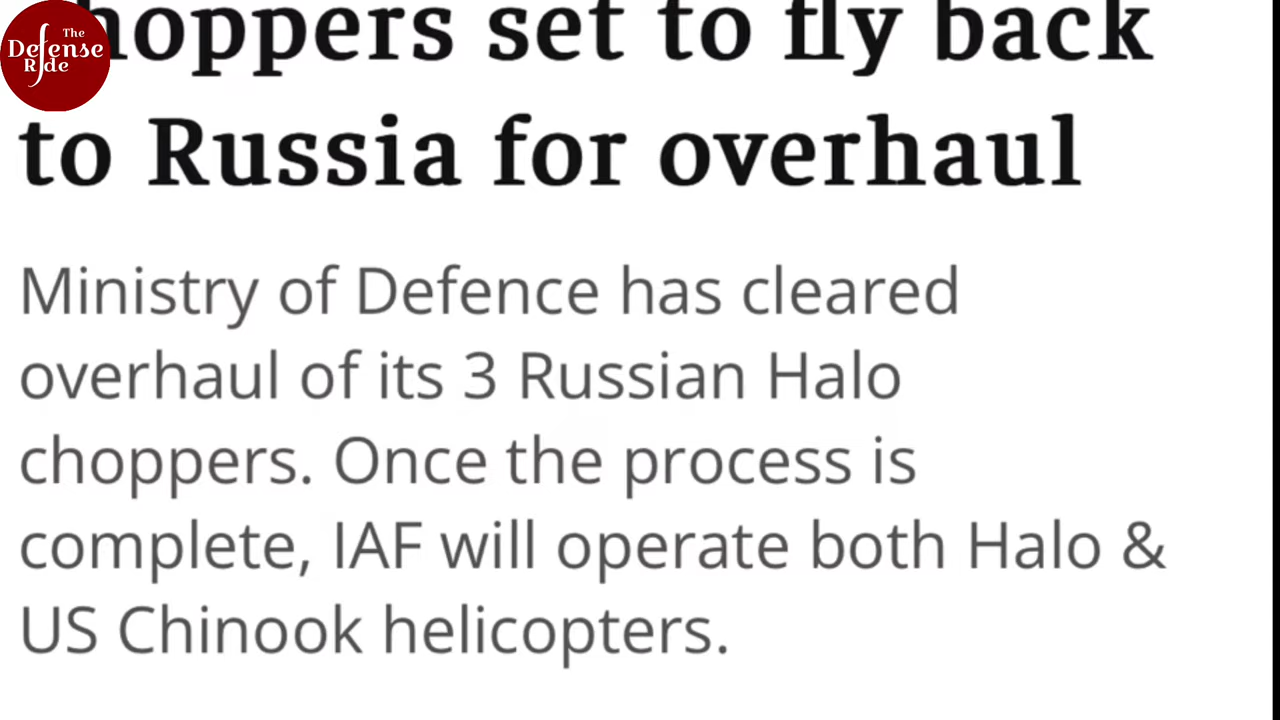 The
Defense
Ride
hoppers set to fly back
to Russia for overhaul
Ministry of Defence has cleared
overhaul of its 3 Russian Halo
choppers. Once the process is
complete, IAF will operate both Halo &
US Chinook helicopters.